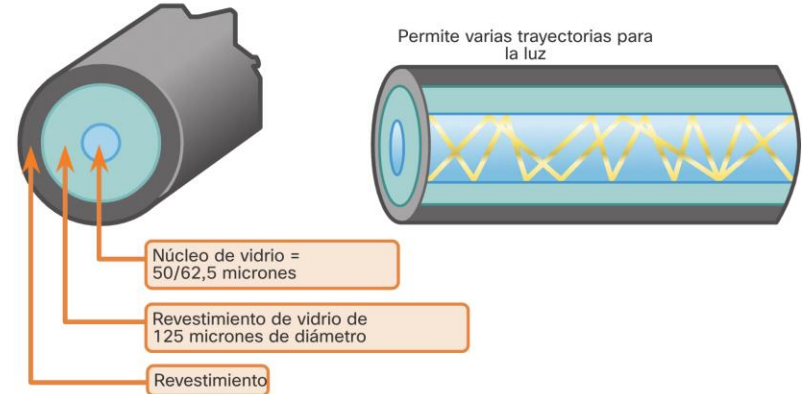 Permite varias trayectorias para
la luz
Núcleo de vidrio =
50/62,5 micrones
Revestimiento de vidrio de
125 micrones de diámetro
Revestimiento